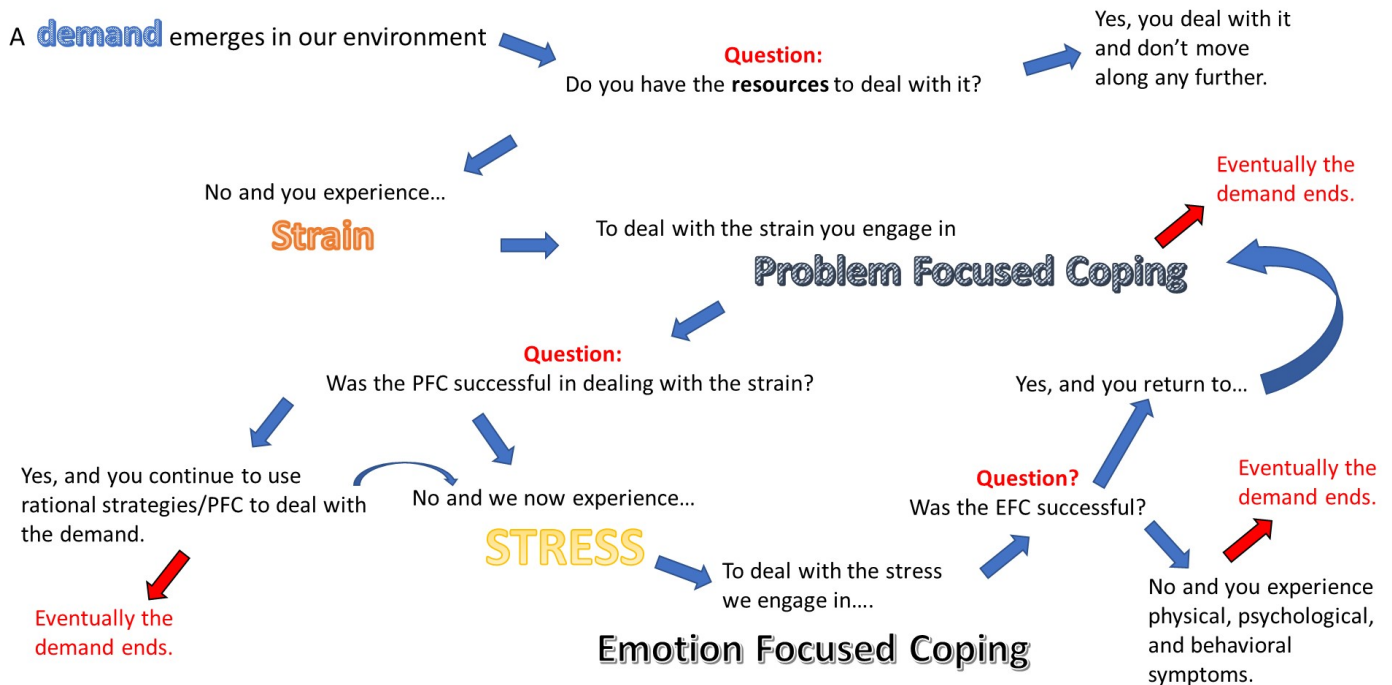 A demand emerges in our environment
Question:
Do you have the resources to deal with it?
Yes, you deal with it
and don't move
along any further.
No and you experience...
Strain
To deal with the strain you engage in
Problem Focused Coping
Eventually the
demand ends.
Question:
Was the PFC successful in dealing with the strain?
Yes, and you continue to use
rational strategies/PFC to deal with
the demand.
Eventually the
demand ends.
No and we now experience...
STRESS
To deal with the stress
we engage in....
Emotion Focused Coping
Question?
Was the EFC successful?
Yes, and you return to...
No and you experience
physical, psychological,
and behavioral
symptoms.
Eventually the
demand ends.